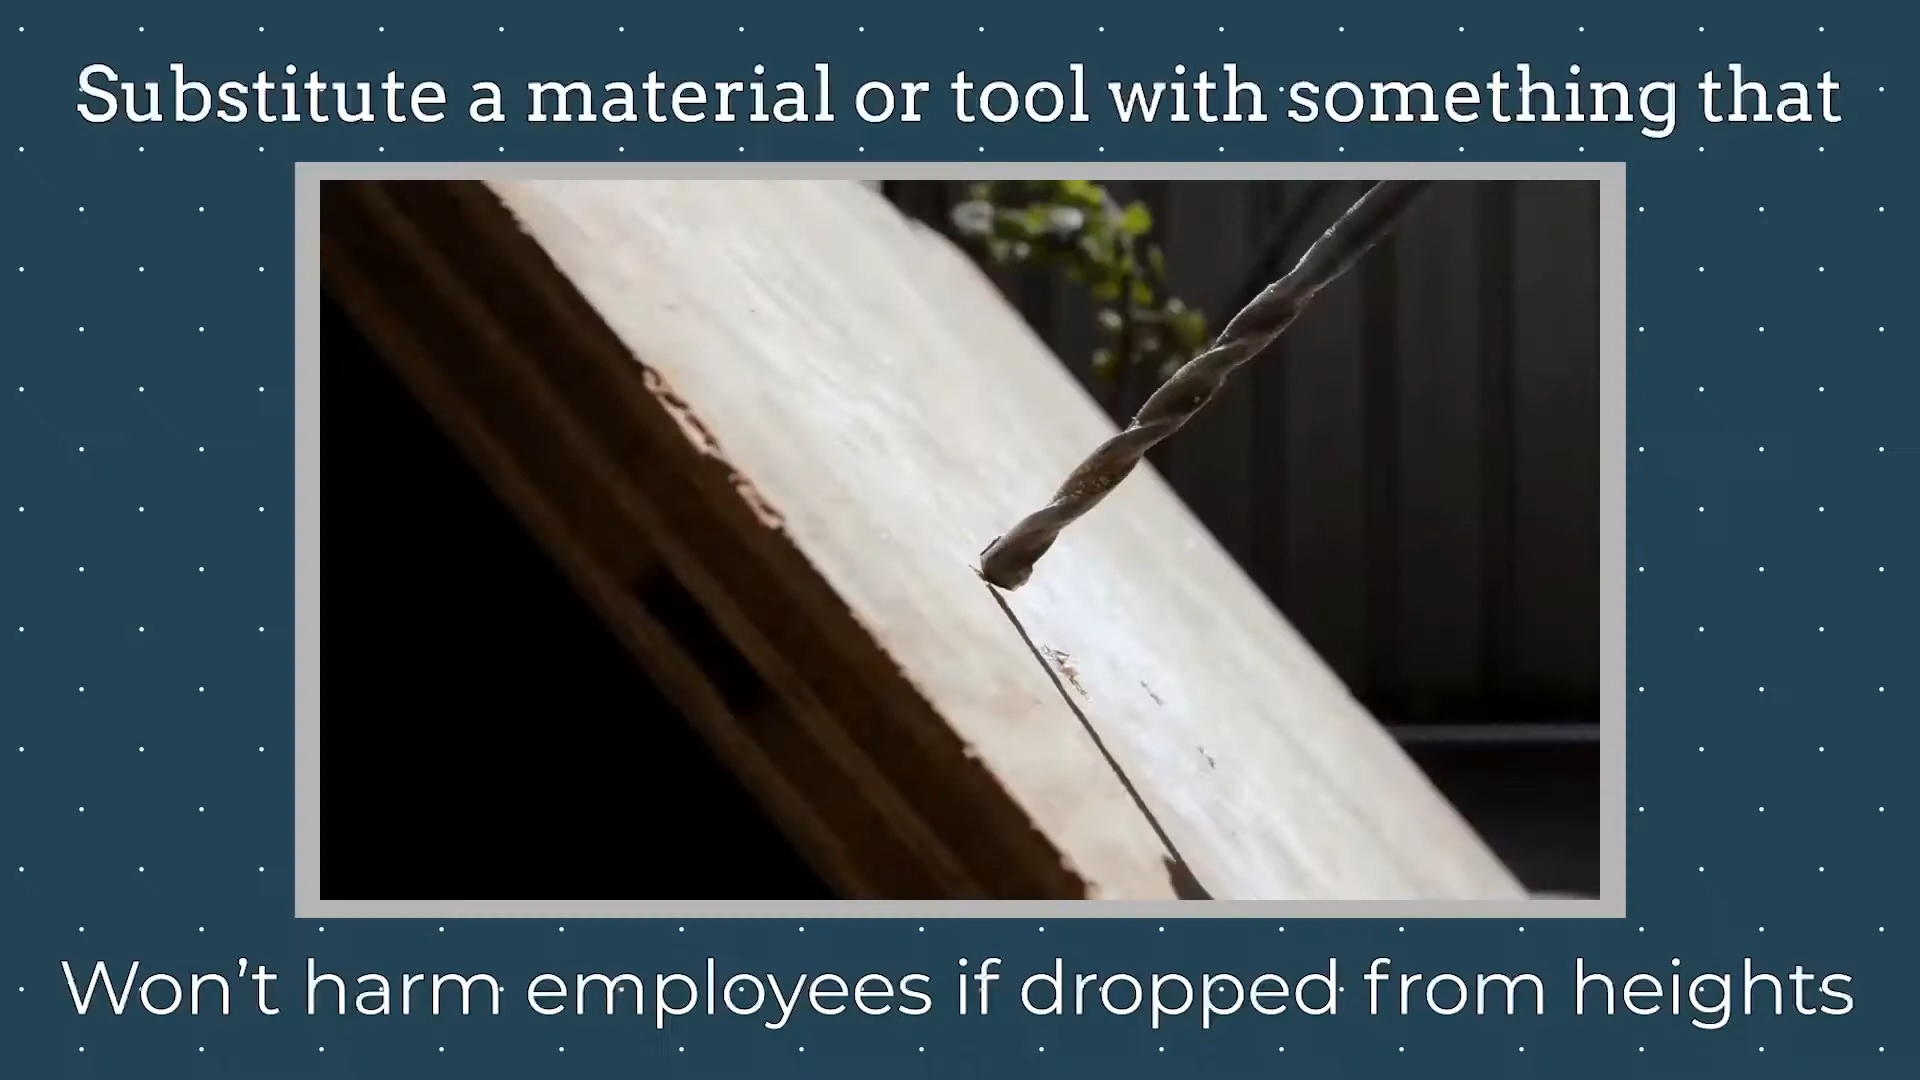 Substitute a material or tool with something that
Won’t harm employees if dropped from heights